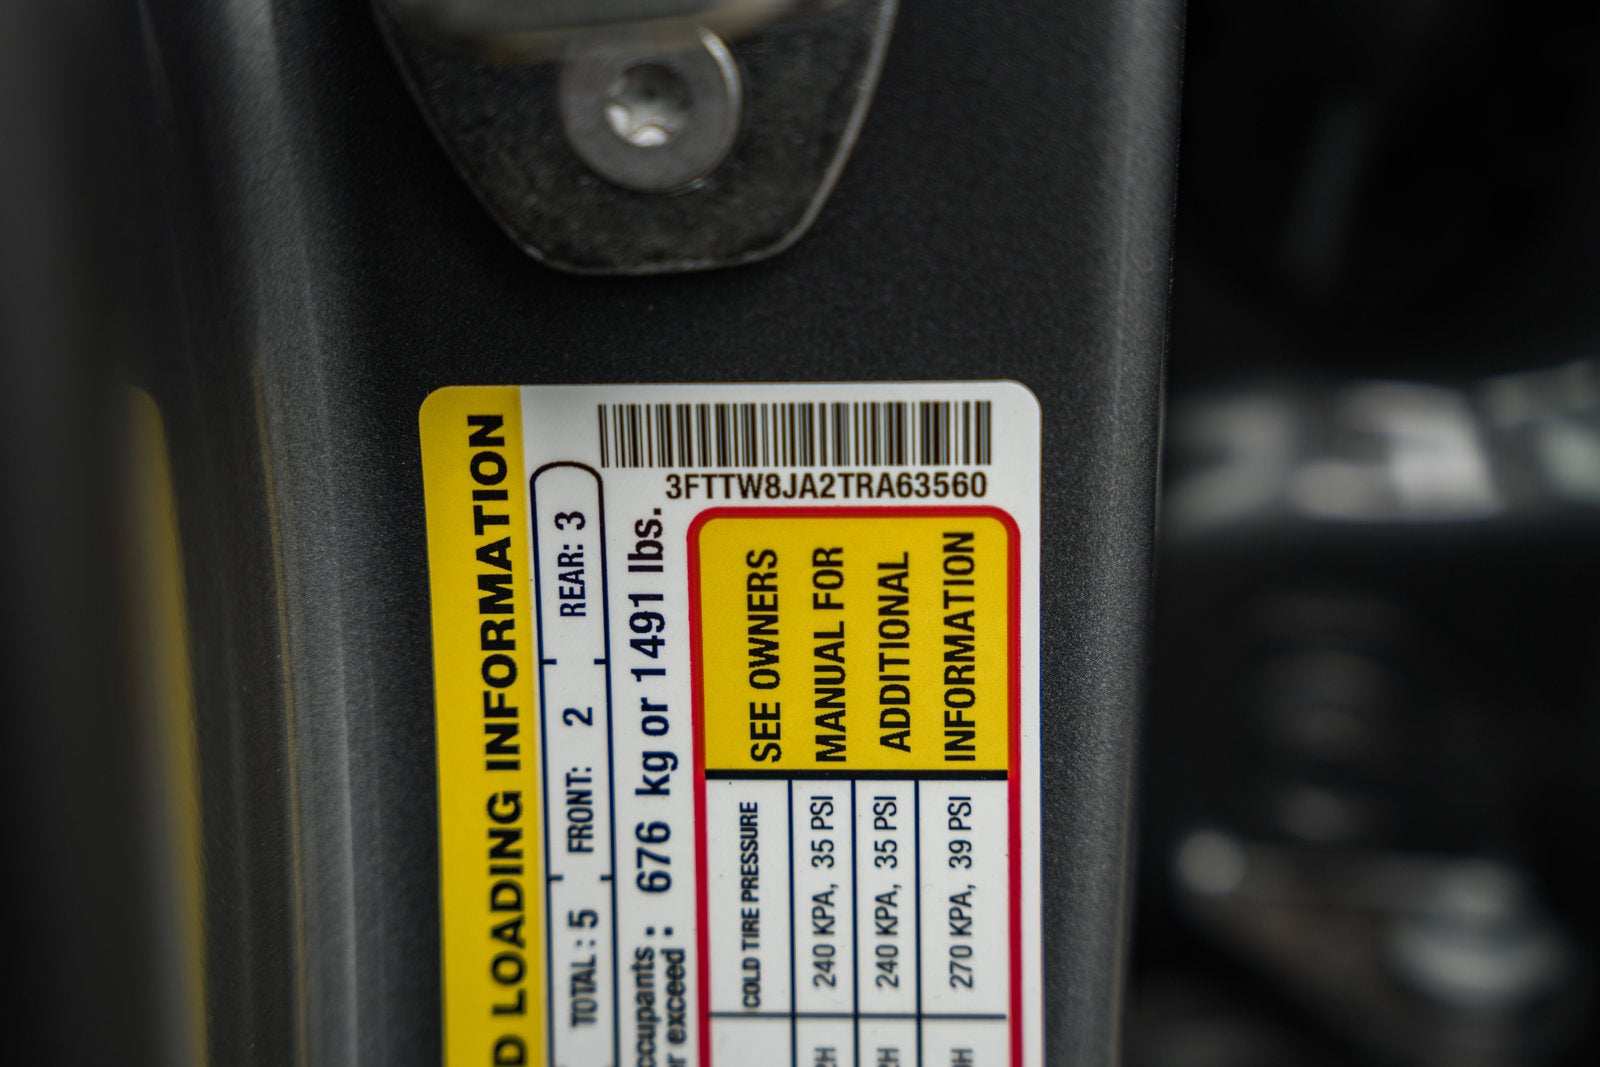 3FTTW8JA2TRA63560
D LOADING INFORMATION
TOTAL : 5 FRONT: 2 REAR: 3
ccupants :
r exceed : 676 kg or 1491 lbs.
COLD TIRE PRESSURE
240 KPA, 35 PSI
240 KPA, 35 PSI
270 KPA, 39 PSI
SEE OWNERS
MANUAL FOR
ADDITIONAL
INFORMATION